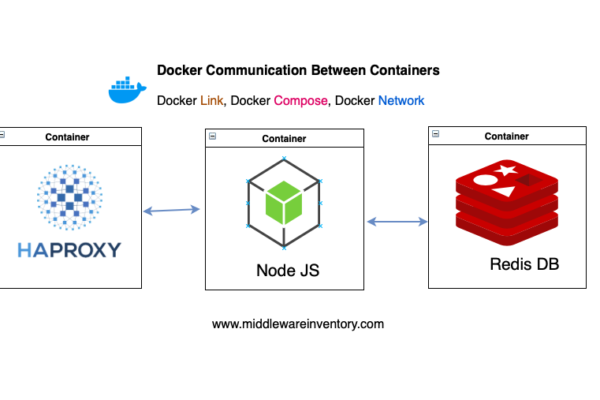 Docker Communication Between Containers
Docker Link, Docker Compose, Docker Network
Container
Container
Container
HAPROXY
Node JS
Redis DB
www.middlewareinventory.com